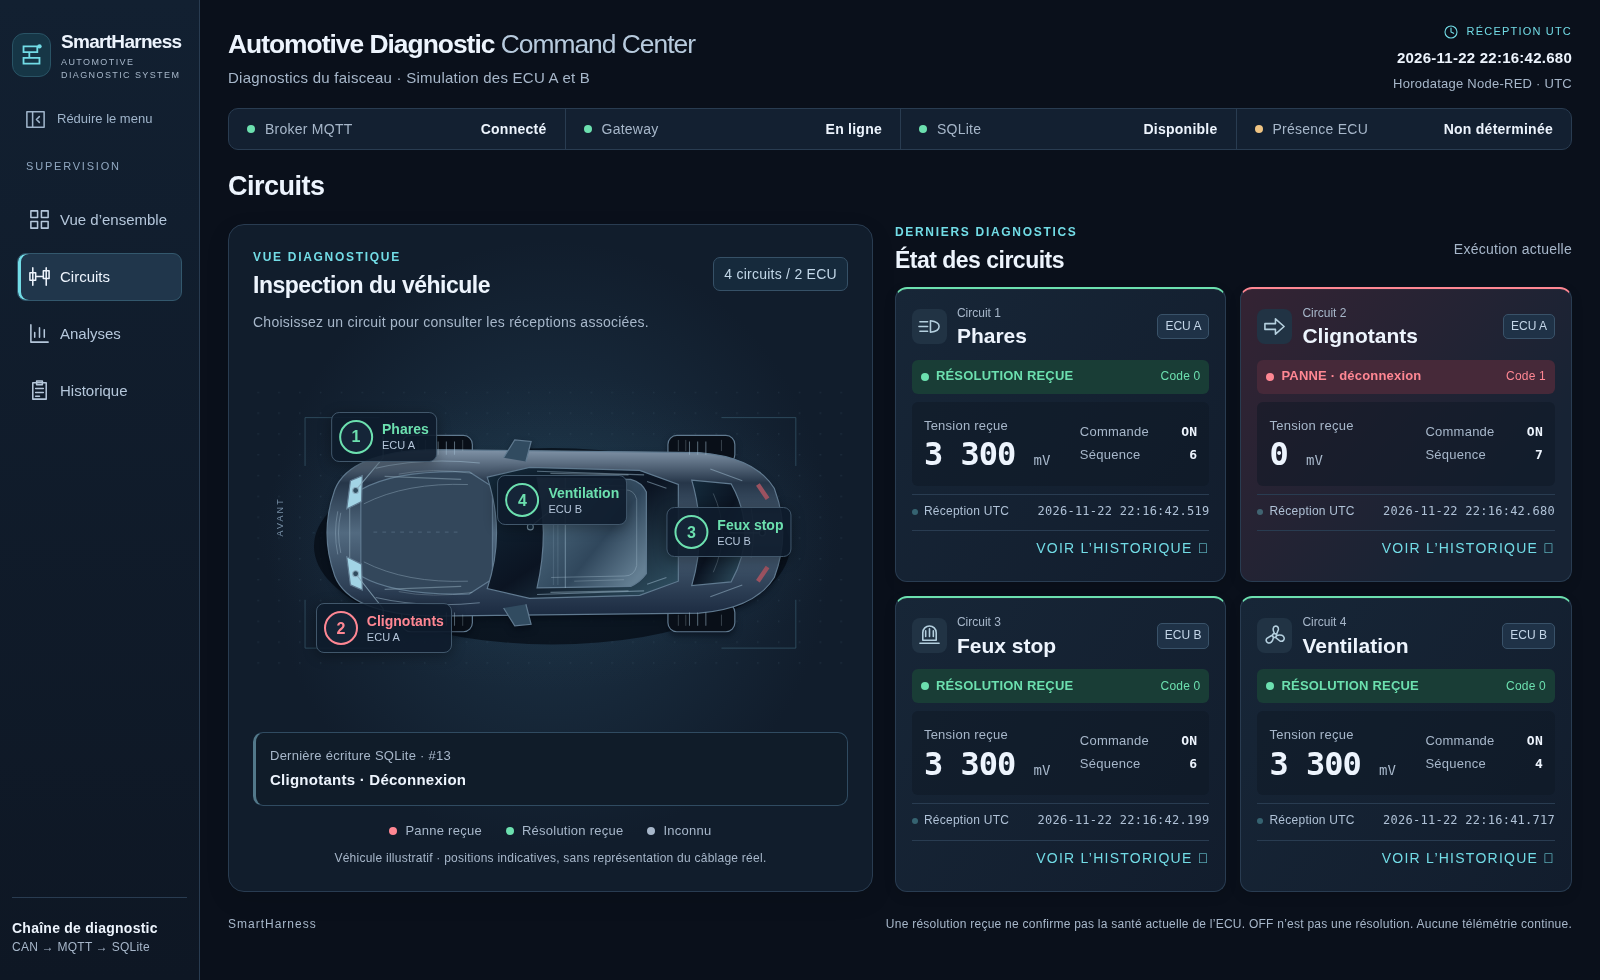 SmartHarness
AUTOMOTIVE
DIAGNOSTIC SYSTEM
Réduire le menu
SUPERVISION
Vue d’ensemble
Circuits
Analyses
Historique
Chaîne de diagnostic
CAN → MQTT → SQLite
Automotive Diagnostic Command Center
Diagnostics du faisceau · Simulation des ECU A et B
RÉCEPTION UTC
2026-11-22 22:16:42.680
Horodatage Node-RED · UTC
Broker MQTT Connecté
Gateway En ligne
SQLite Disponible
Présence ECU Non déterminée
Circuits
VUE DIAGNOSTIQUE
Inspection du véhicule
4 circuits / 2 ECU
Choisissez un circuit pour consulter les réceptions associées.
AVANT
1 Phares
ECU A
4 Ventilation
ECU B
3 Feux stop
ECU B
2 Clignotants
ECU A
Dernière écriture SQLite · #13
Clignotants · Déconnexion
Panne reçue
Résolution reçue
Inconnu
Véhicule illustratif · positions indicatives, sans représentation du câblage réel.
DERNIERS DIAGNOSTICS
État des circuits
Exécution actuelle
Circuit 1
Phares
ECU A
RÉSOLUTION REÇUE Code 0
Tension reçue
3 300 mV
Commande ON
Séquence 6
Réception UTC 2026-11-22 22:16:42.519
VOIR L’HISTORIQUE
Circuit 2
Clignotants
ECU A
PANNE · déconnexion Code 1
Tension reçue
0 mV
Commande ON
Séquence 7
Réception UTC 2026-11-22 22:16:42.680
VOIR L’HISTORIQUE
Circuit 3
Feux stop
ECU B
RÉSOLUTION REÇUE Code 0
Tension reçue
3 300 mV
Commande ON
Séquence 6
Réception UTC 2026-11-22 22:16:42.199
VOIR L’HISTORIQUE
Circuit 4
Ventilation
ECU B
RÉSOLUTION REÇUE Code 0
Tension reçue
3 300 mV
Commande ON
Séquence 4
Réception UTC 2026-11-22 22:16:41.717
VOIR L’HISTORIQUE
SmartHarness
Une résolution reçue ne confirme pas la santé actuelle de l’ECU. OFF n’est pas une résolution. Aucune télémétrie continue.